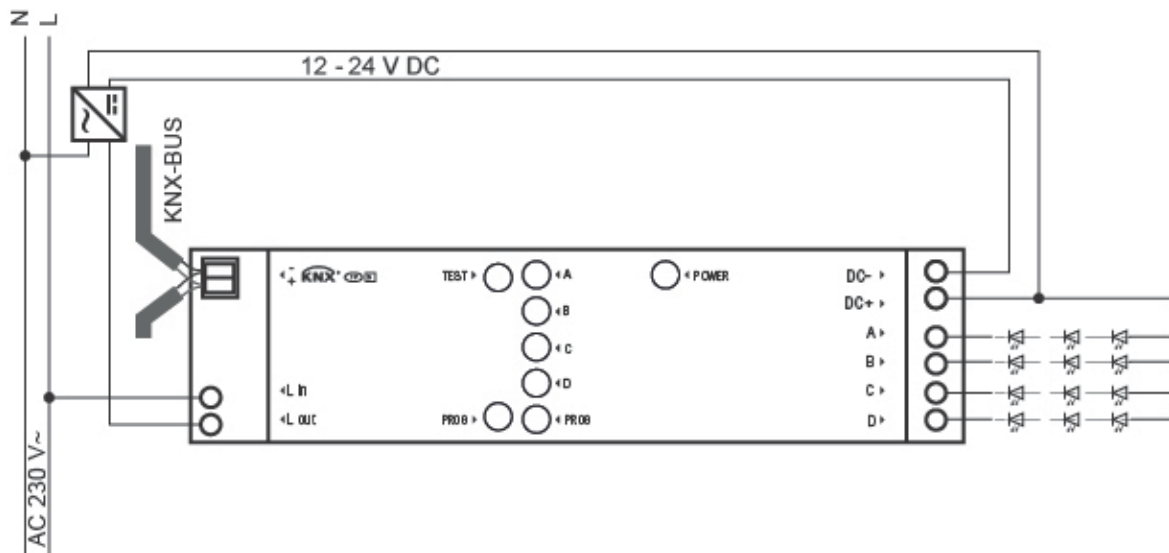 N L
12 - 24 V DC
KNX-BUS
- KNX TEST A POWER DC-
+
DC+
B
A
B
C
L In
D
C
L OUT PROG PROG D
AC 230 V~